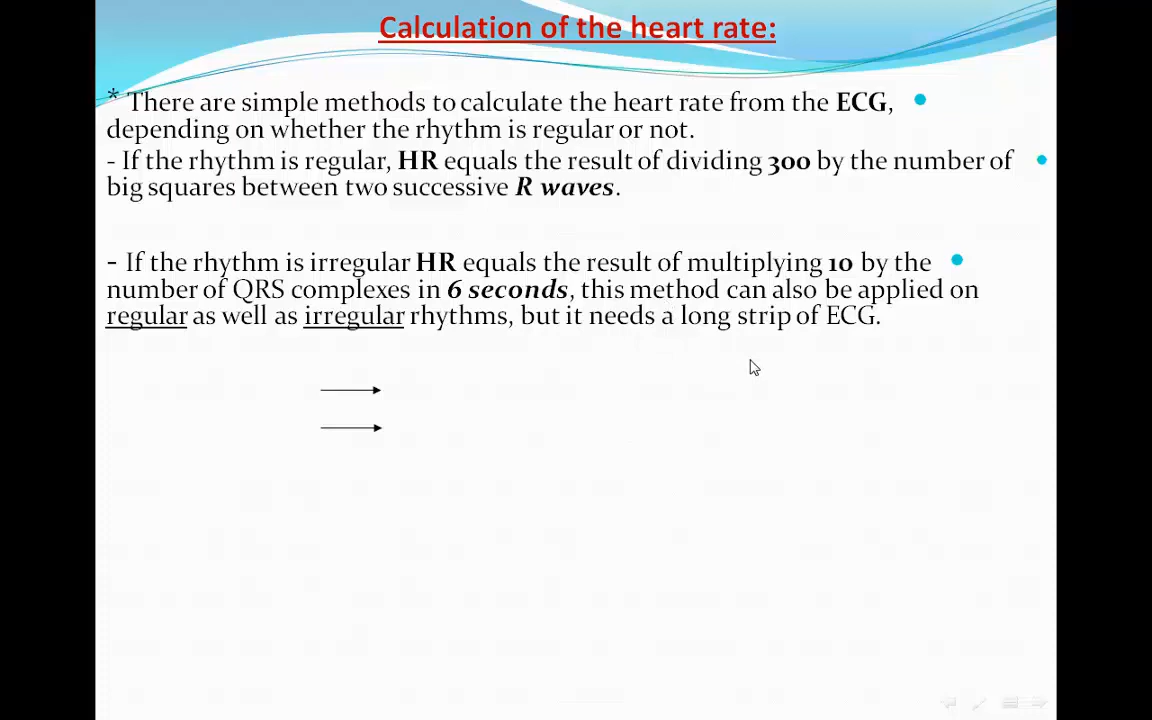 Calculation of the heart rate:
* There are simple methods to calculate the heart rate from the ECG,
depending on whether the rhythm is regular or not.
- If the rhythm is regular, HR equals the result of dividing 300 by the number of
big squares between two successive R waves.
- If the rhythm is irregular HR equals the result of multiplying 10 by the
number of QRS complexes in 6 seconds, this method can also be applied on
regular as well as irregular rhythms, but it needs a long strip of ECG.